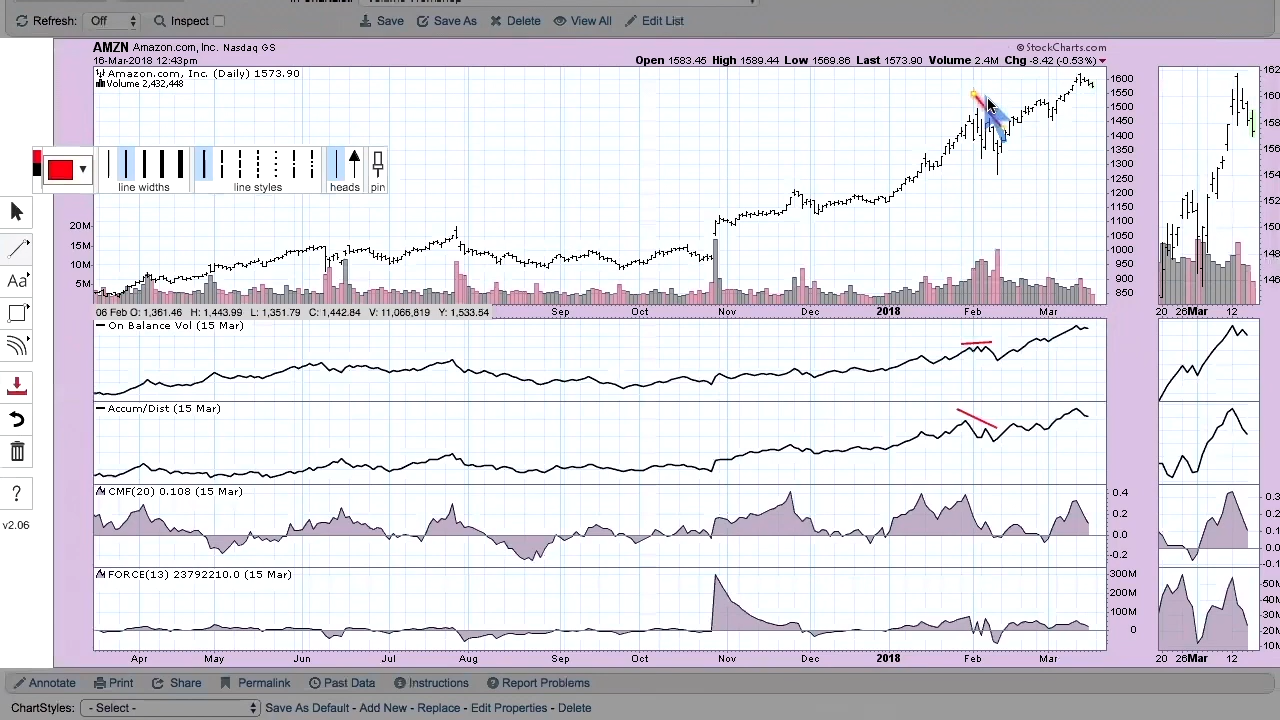 Refresh: Off Inspect Save Save As Delete View All Edit List
AMZN Amazon.com, Inc. Nasdaq GS © StockCharts.com
16-Mar-2018 12:43pm Open 1583.45 High 1589.44 Low 1569.86 Last 1573.90 Volume 2.4M Chg -8.42 (-0.53%)
Amazon.com, Inc. (Daily) 1573.90
Volume 2,432,448
1600
1550
1500
1450
1400
1350
1300
1250
1200
1150
1100
1050
1000
950
900
850
20M
15M
10M
5M
line widths line styles heads pin
Aa
?
v2.06
06 Feb O: 1,361.46 H: 1,443.99 L: 1,351.79 C: 1,442.84 V: 11,066,819 Y: 1,533.54
Sep Oct Nov Dec 2018 Feb Mar 20 26 Mar 12
On Balance Vol (15 Mar)
Accum/Dist (15 Mar)
CMF(20) 0.108 (15 Mar)
0.4
0.2
0.0
-0.2
FORCE(13) 23792210.0 (15 Mar)
300M
200M
100M
0
Apr May Jun Jul Aug Sep Oct Nov Dec 2018 Feb Mar 20 26 Mar 12
Annotate Print Share Permalink Past Data Instructions Report Problems
ChartStyles: - Select - Save As Default - Add New - Replace - Edit Properties - Delete